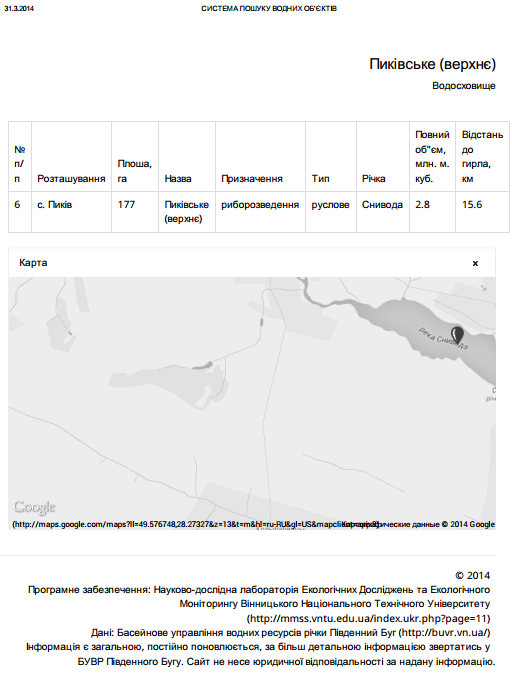 31.3.2014 СИСТЕМА ПОШУКУ ВОДНИХ ОБ'ЄКТІВ
Пиківське (верхнє)
Водосховище
№ п/п Розташування Площа, га Назва Призначення Тип Річка Повний об"єм, млн. м. куб. Відстань до гирла, км
6 с. Пиків 177 Пиківське (верхнє) риборозведення руслове Снивода 2.8 15.6
Карта x
река Снивода
Google
(http://maps.google.com/maps?ll=49.576748,28.27327&z=13&t=m&hl=ru-RU&gl=US&mapclient=apiv3)
Картографические данные © 2014 Google
© 2014
Програмне забезпечення: Науково-дослідна лабораторія Екологічних Досліджень та Екологічного
Моніторингу Вінницького Національного Технічного Університету
(http://mmss.vntu.edu.ua/index.ukr.php?page=11)
Дані: Басейнове управління водних ресурсів річки Південний Буг (http://buvr.vn.ua/)
Інформація є загальною, постійно поновлюється, за більш детальною інформацією звертатись у
БУВР Південного Бугу. Сайт не несе юридичної відповідальності за надану інформацію.